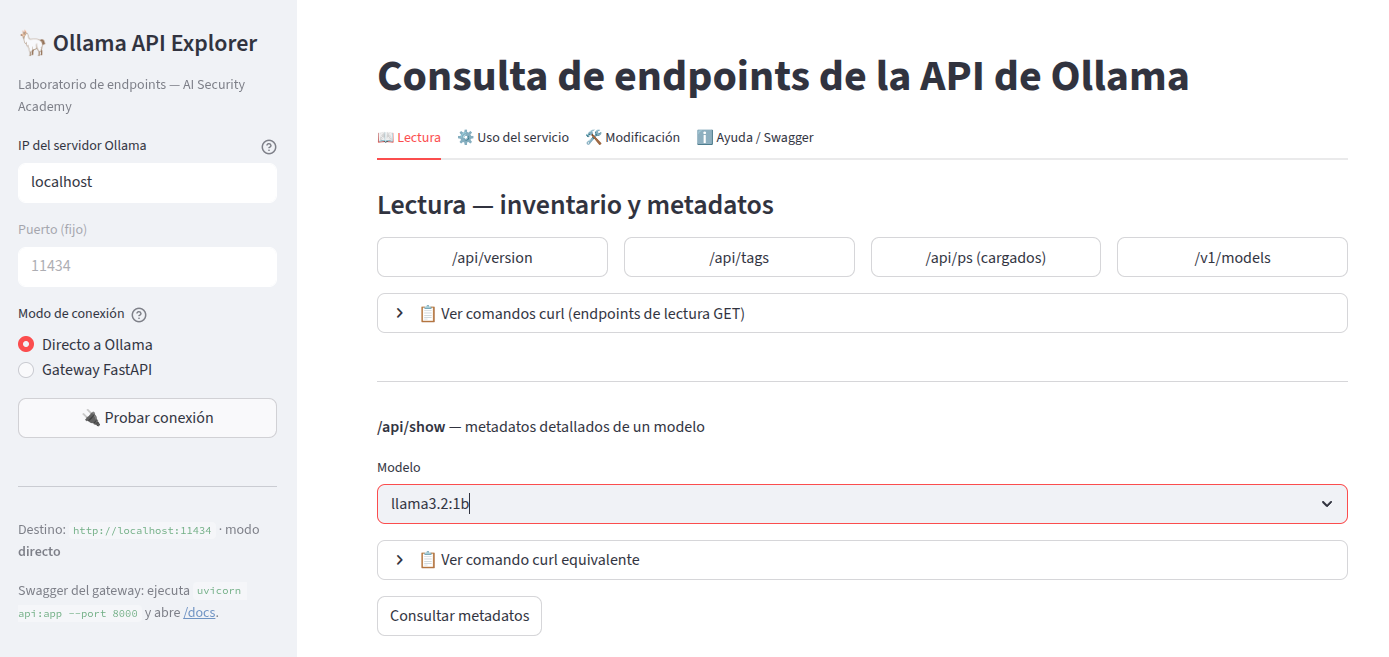 Ollama API Explorer
Laboratorio de endpoints — AI Security
Academy
IP del servidor Ollama
localhost
Puerto (fijo)
11434
Modo de conexión
Directo a Ollama
Gateway FastAPI
Probar conexión
Destino: http://localhost:11434 · modo
directo
Swagger del gateway: ejecuta uvicorn
api:app --port 8000 y abre /docs.
Consulta de endpoints de la API de Ollama
Lectura Uso del servicio Modificación Ayuda / Swagger
Lectura — inventario y metadatos
/api/version /api/tags /api/ps (cargados) /v1/models
Ver comandos curl (endpoints de lectura GET)
/api/show — metadatos detallados de un modelo
Modelo
llama3.2:1b
Ver comando curl equivalente
Consultar metadatos